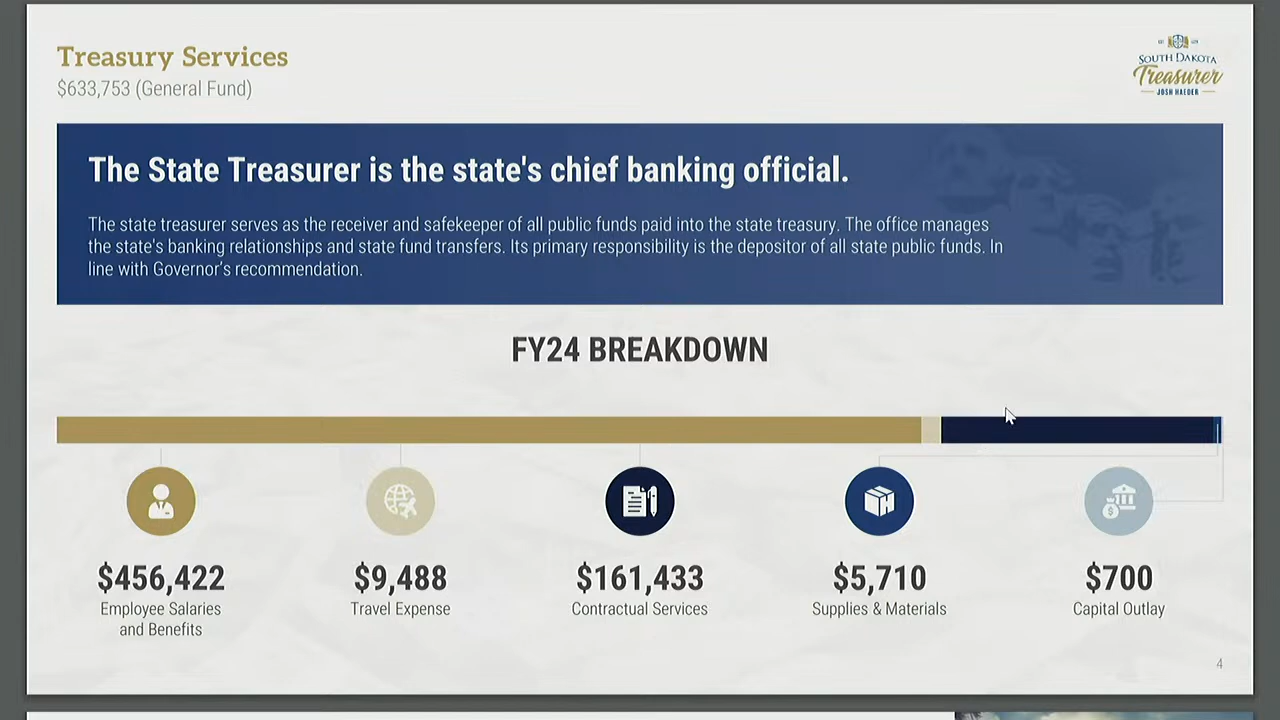 Treasury Services
$633,753 (General Fund)
SOUTH DAKOTA
Treasurer
JOSH HAEDER
The State Treasurer is the state's chief banking official.
The state treasurer serves as the receiver and safekeeper of all public funds paid into the state treasury. The office manages
the state's banking relationships and state fund transfers. Its primary responsibility is the depositor of all state public funds. In
line with Governor's recommendation.
FY24 BREAKDOWN
$456,422
Employee Salaries
and Benefits
$9,488
Travel Expense
$161,433
Contractual Services
$5,710
Supplies & Materials
$700
Capital Outlay
4